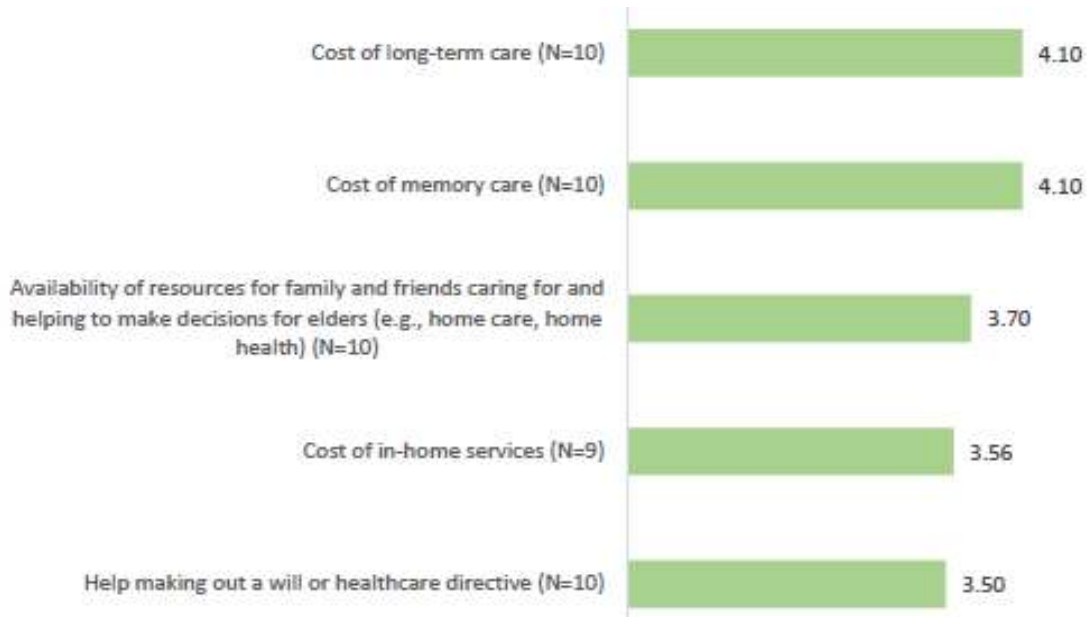 Cost of long-term care (N=10)
4.10
Cost of memory care (N=10)
4.10
Availability of resources for family and friends caring for and
helping to make decisions for elders (e.g., home care, home
health) (N=10)
3.70
Cost of in-home services (N=9)
3.56
Help making out a will or healthcare directive (N=10)
3.50